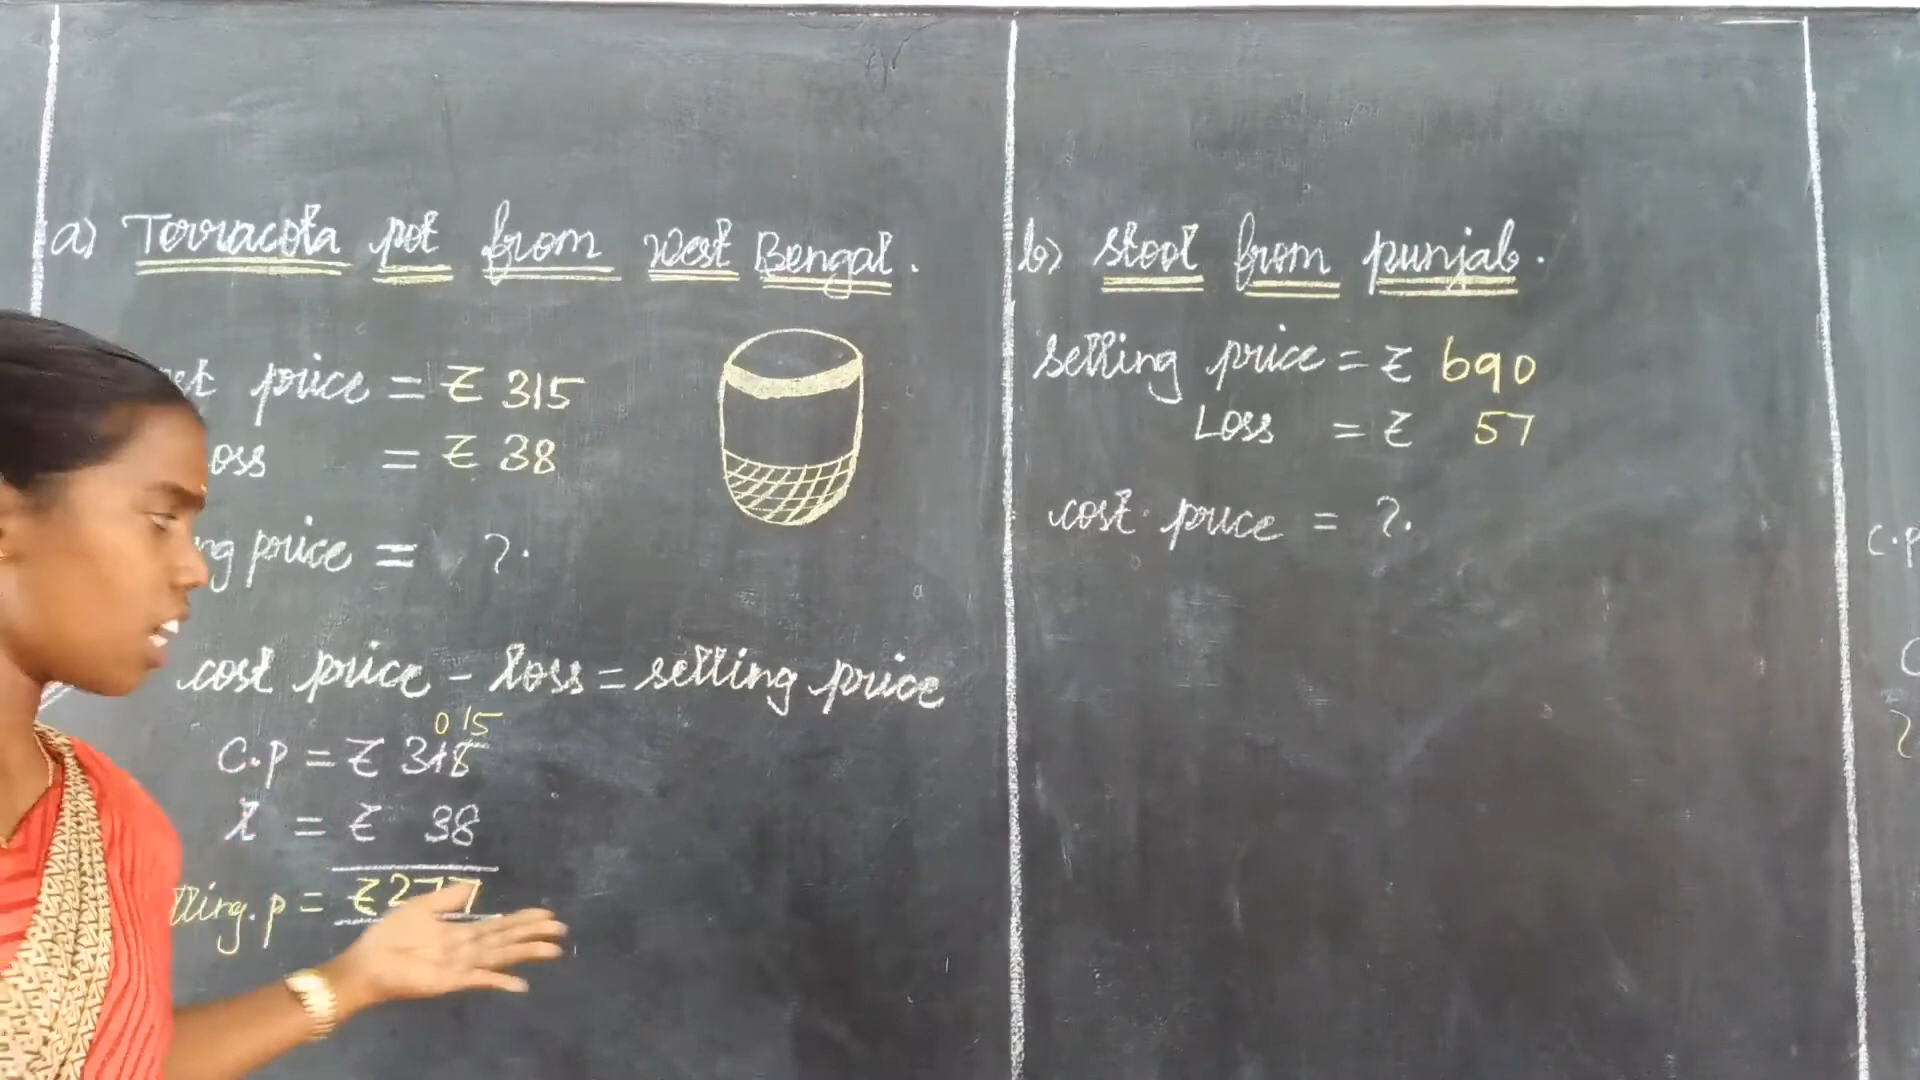 a) Terracota pot from west Bengal.
price = ₹ 315
= ₹ 38
price = ?.
cost price - loss = selling price
0 15
C.p = ₹ 315
l = ₹ 38
p = ₹ 277
b) stool from punjab.
selling price = ₹ 690
Loss = ₹ 57
cost price = ?.